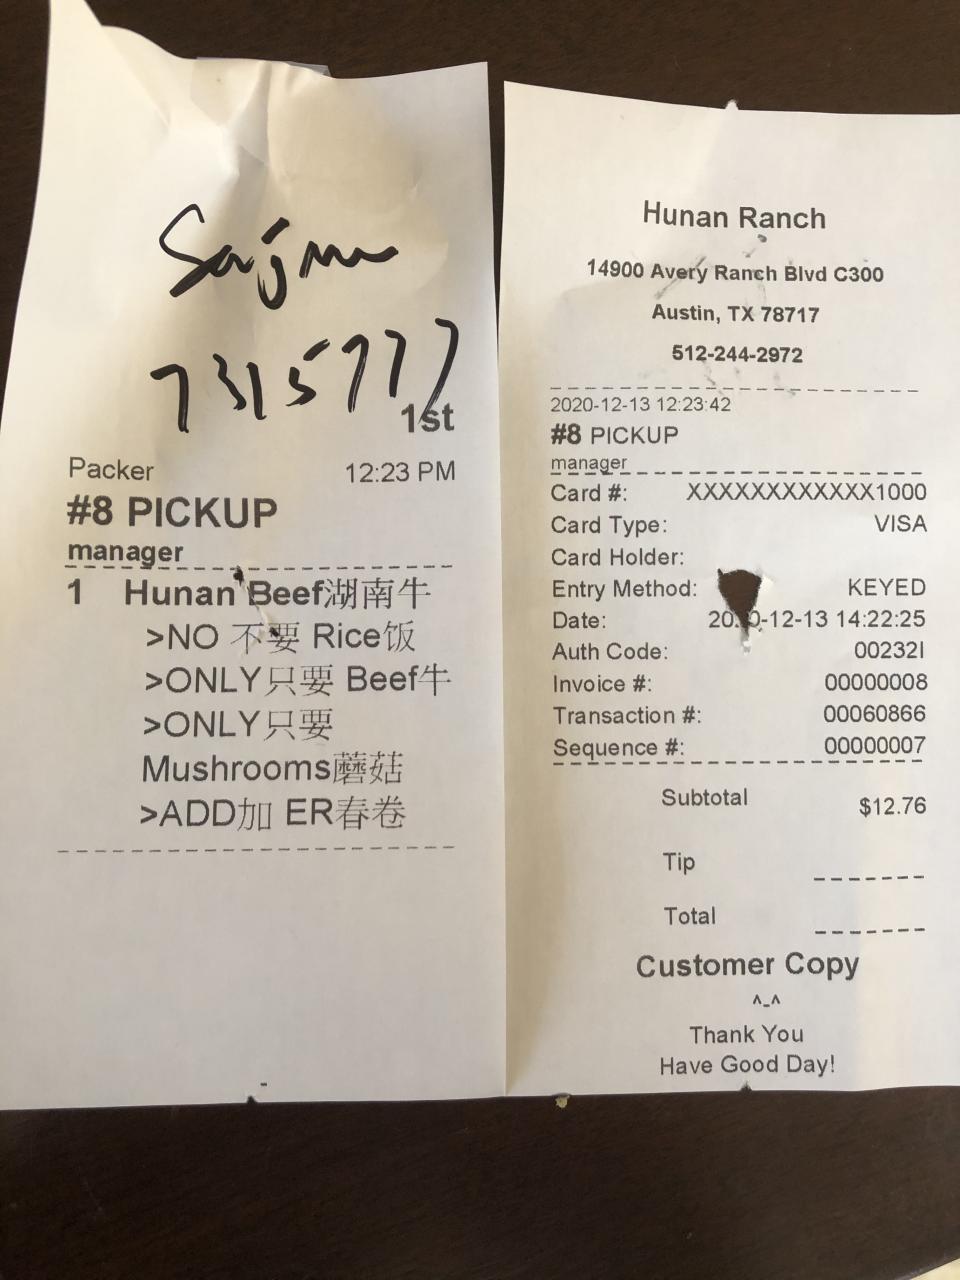 7315777
1st
Packer 12:23 PM
#8 PICKUP
manager
1 Hunan Beef湖南牛
>NO 不要 Rice饭
>ONLY只要 Beef牛
>ONLY只要
Mushrooms蘑菇
>ADD加 ER春卷
Hunan Ranch
14900 Avery Ranch Blvd C300
Austin, TX 78717
512-244-2972
2020-12-13 12:23:42
#8 PICKUP
manager
Card #: XXXXXXXXXXXX1000
Card Type: VISA
Card Holder:
Entry Method: KEYED
Date: 2020-12-13 14:22:25
Auth Code: 00232I
Invoice #: 00000008
Transaction #: 00060866
Sequence #: 00000007
Subtotal $12.76
Tip
Total
Customer Copy
^_^
Thank You
Have Good Day!